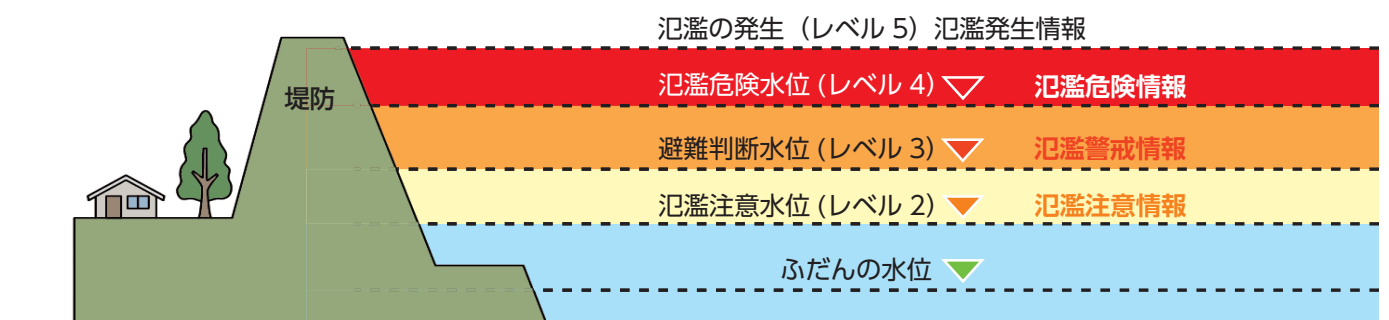 氾濫の発生（レベル 5）氾濫発生情報
堤防
氾濫危険水位 (レベル 4) 氾濫危険情報
避難判断水位 (レベル 3) 氾濫警戒情報
氾濫注意水位 (レベル 2) 氾濫注意情報
ふだんの水位